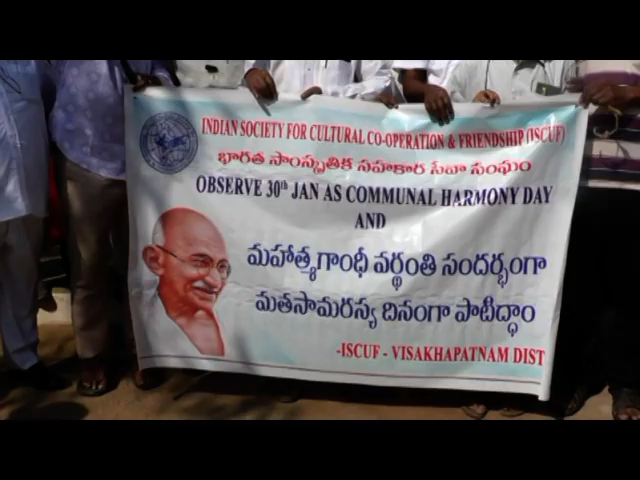 INDIAN SOCIETY FOR CULTURAL CO-OPERATION & FRIENDSHIP (ISCUF)
భారత సాంస్కృతిక సహకార సేవా సంఘం
OBSERVE 30th JAN AS COMMUNAL HARMONY DAY
AND
మహాత్మగాంధీ వర్ధంతి సందర్భంగా
మతసామరస్య దినంగా పాటిద్ధాం
-ISCUF - VISAKHAPATNAM DIST